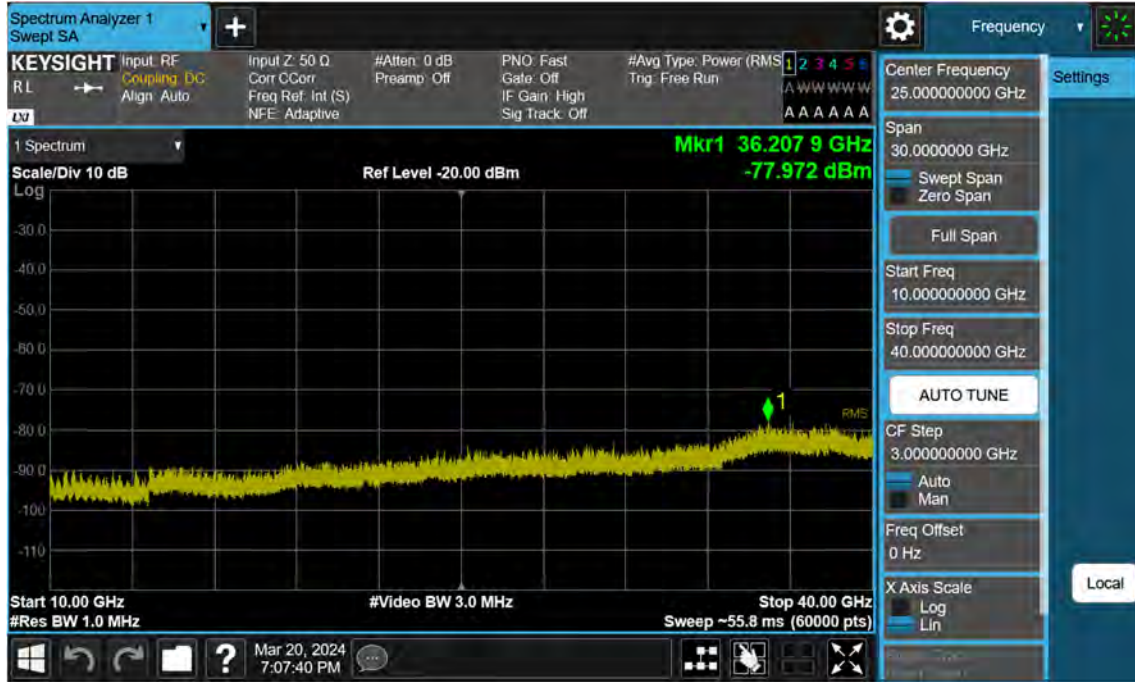 Spectrum Analyzer 1
Swept SA
Frequency
KEYSIGHT
R L
LXI
Input: RF
Coupling: DC
Align: Auto
Input Z: 50 Ω
Corr CCorr
Freq Ref: Int (S)
NFE: Adaptive
#Atten: 0 dB
Preamp: Off
PNO: Fast
Gate: Off
IF Gain: High
Sig Track: Off
#Avg Type: Power (RMS
Trig: Free Run
1 2 3 4 5 6
A W W W W W
A A A A A A
1 Spectrum
Scale/Div 10 dB
Ref Level -20.00 dBm
Mkr1 36.207 9 GHz
-77.972 dBm
Log
-30.0
-40.0
-50.0
-60.0
-70.0
-80.0
-90.0
-100
-110
1
RMS
Start 10.00 GHz
#Res BW 1.0 MHz
#Video BW 3.0 MHz
Stop 40.00 GHz
Sweep ~55.8 ms (60000 pts)
Mar 20, 2024
7:07:40 PM
Center Frequency
25.000000000 GHz
Span
30.0000000 GHz
Swept Span
Zero Span
Full Span
Start Freq
10.000000000 GHz
Stop Freq
40.000000000 GHz
AUTO TUNE
CF Step
3.000000000 GHz
Auto
Man
Freq Offset
0 Hz
X Axis Scale
Log
Lin
Settings
Local